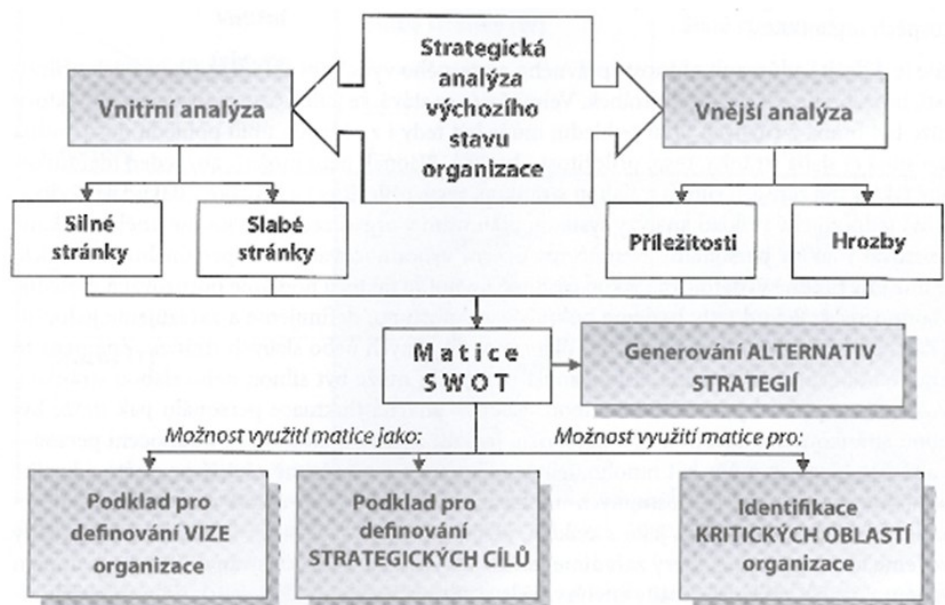 Strategická
analýza
výchozího
stavu
organizace
Vnitřní analýza
Vnější analýza
Silné
stránky
Slabé
stránky
Příležitosti
Hrozby
Matice
SWOT
Generování ALTERNATIV
STRATEGIÍ
Možnost využití matice jako:
Možnost využití matice pro:
Podklad pro
definování VIZE
organizace
Podklad pro
definování
STRATEGICKÝCH CÍLŮ
Identifikace
KRITICKÝCH OBLASTÍ
organizace